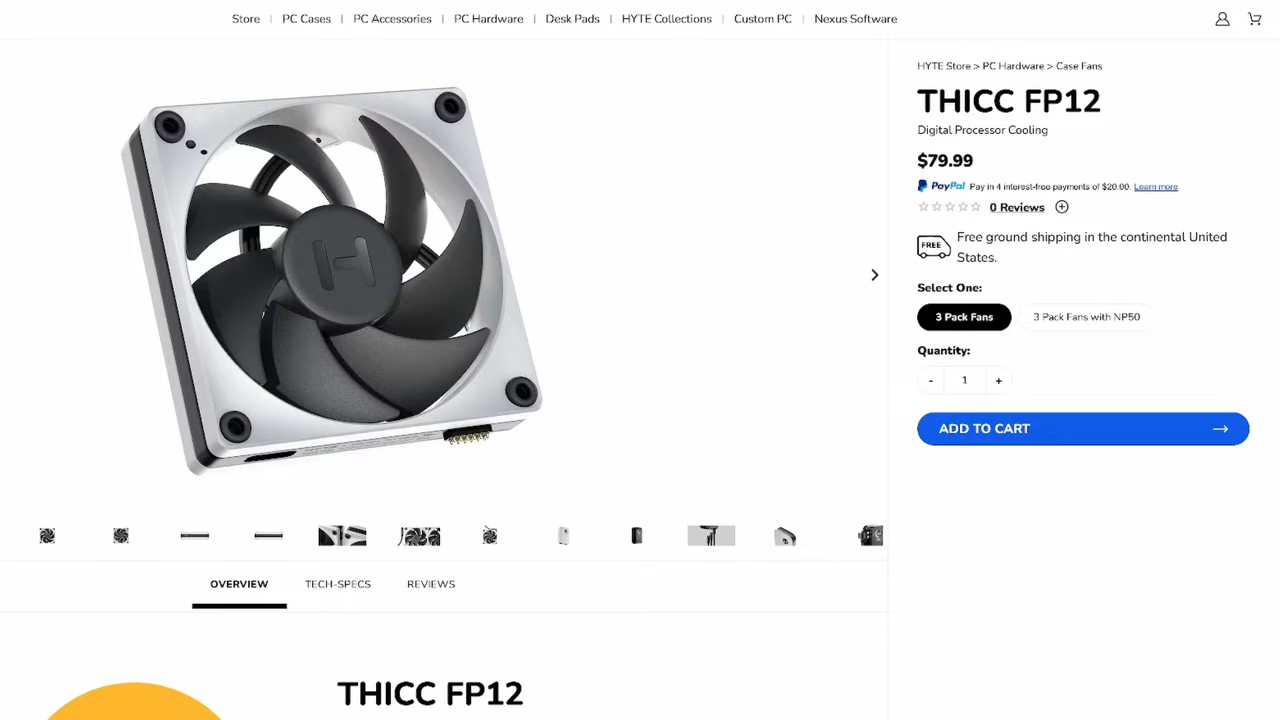 Store | PC Cases | PC Accessories | PC Hardware | Desk Pads | HYTE Collections | Custom PC | Nexus Software
HYTE Store > PC Hardware > Case Fans
THICC FP12
Digital Processor Cooling
$79.99
PayPal Pay in 4 interest-free payments of $20.00. Learn more
0 Reviews
FREE
Free ground shipping in the continental United
States.
Select One:
3 Pack Fans
3 Pack Fans with NP50
Quantity:
- 1 +
ADD TO CART
OVERVIEW
TECH-SPECS
REVIEWS
THICC FP12